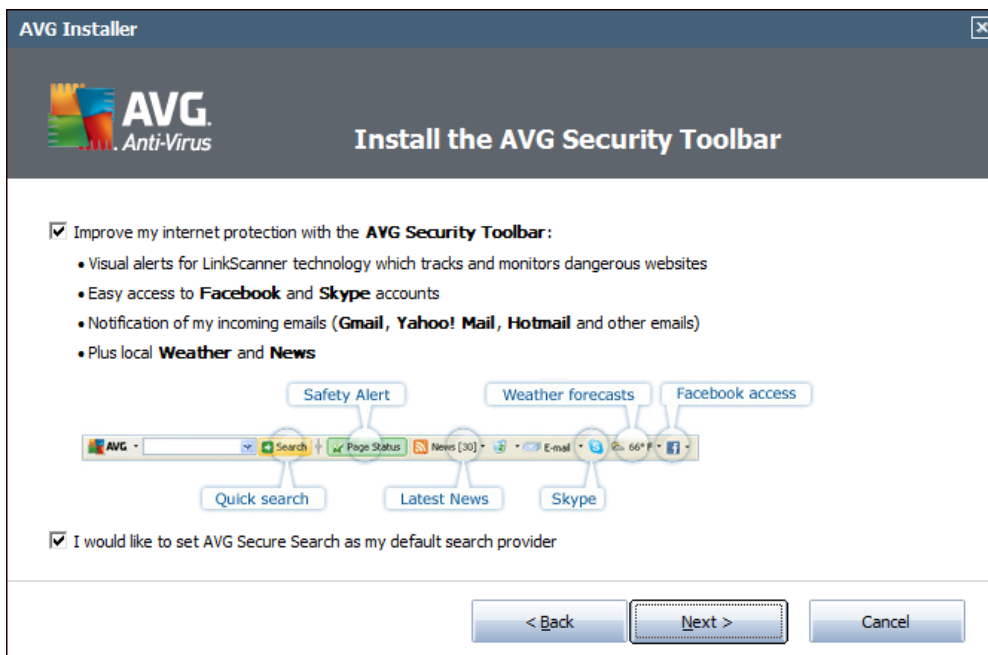 AVG Installer
AVG.
Anti-Virus
Install the AVG Security Toolbar
Improve my internet protection with the AVG Security Toolbar:
• Visual alerts for LinkScanner technology which tracks and monitors dangerous websites
• Easy access to Facebook and Skype accounts
• Notification of my incoming emails (Gmail, Yahoo! Mail, Hotmail and other emails)
• Plus local Weather and News
Safety Alert
Weather forecasts
Facebook access
AVG Search Page Status News [30] E-mail 66° F
Quick search
Latest News
Skype
I would like to set AVG Secure Search as my default search provider
< Back
Next >
Cancel